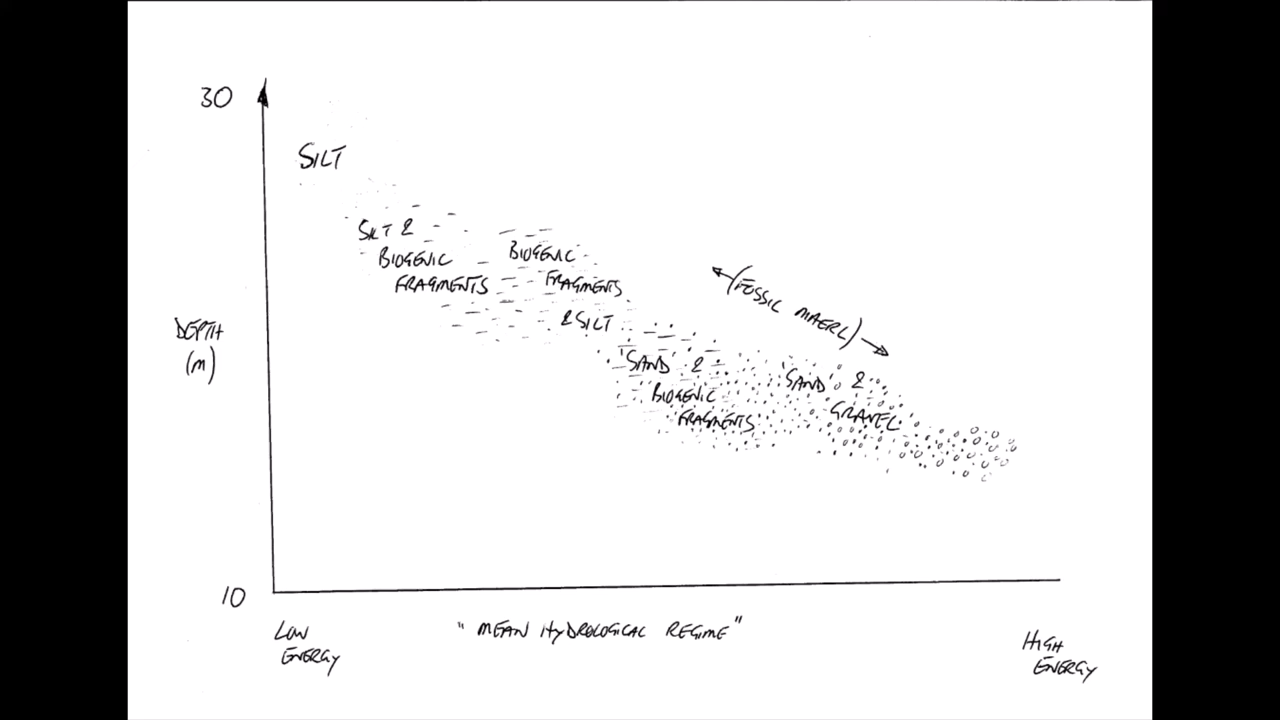 30
SILT
SILT &
BIOGENIC
FRAGMENTS
BIOGENIC
FRAGMENTS
& SILT
(FOSSIL MAERL)
SAND &
BIOGENIC
FRAGMENTS
SAND &
GRAVEL
DEPTH
(m)
10
LOW
ENERGY
"MEAN HYDROLOGICAL REGIME"
HIGH
ENERGY